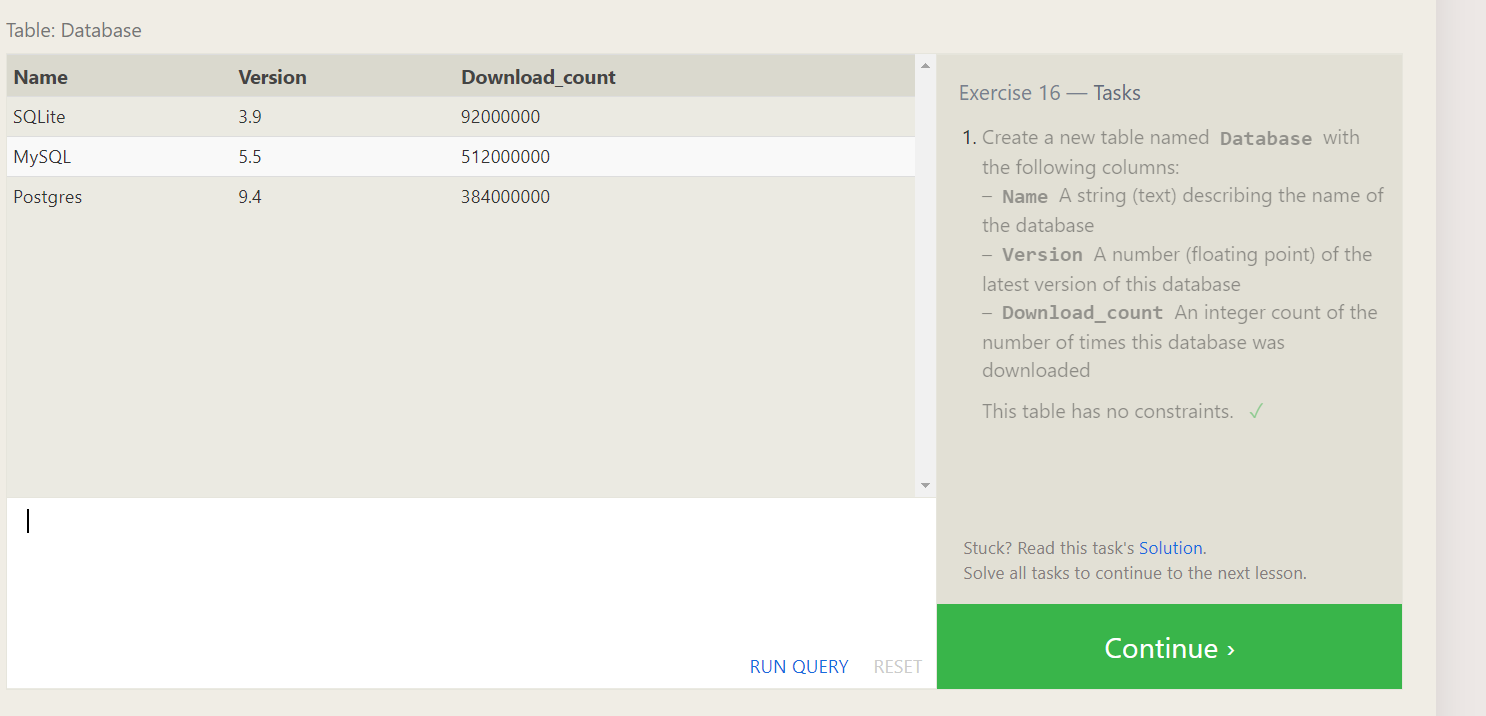 Table: Database
Name Version Download_count
SQLite 3.9 92000000
MySQL 5.5 512000000
Postgres 9.4 384000000
RUN QUERY RESET
Exercise 16 — Tasks
1. Create a new table named Database with
the following columns:
– Name A string (text) describing the name of
the database
– Version A number (floating point) of the
latest version of this database
– Download_count An integer count of the
number of times this database was
downloaded
This table has no constraints. ✓
Stuck? Read this task's Solution.
Solve all tasks to continue to the next lesson.
Continue ›